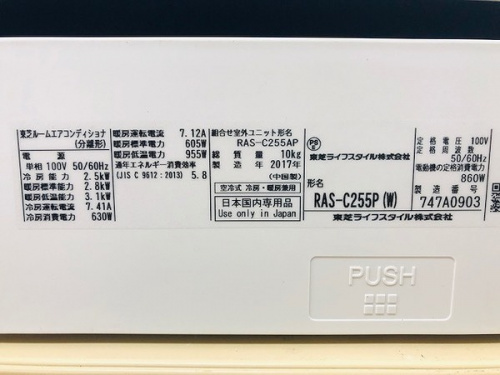 東芝ルームエアコンディショナ
(分離形)
電源
単相 100V 50/60Hz
冷房能力 2.5kW
暖房標準能力 2.8kW
暖房低温能力 3.1kW
冷房運転電流 7.41A
冷房消費電力 630W
暖房運転電流 7.12A
暖房標準電力 605W
暖房低温電力 955W
通年エネルギー消費効率
(JIS C 9612:2013) 5.8
組合せ室外ユニット形名
RAS-C255AP
総質量 10kg
製造年 2017年
(中国製)
空冷式 冷房・暖房兼用
日本国内専用品
Use only in Japan
PS
E
東芝ライフスタイル株式会社
形名
RAS-C255P(W)
定格電圧 100V
定格周波数
50/60Hz
電動機の定格消費電力
860W
製造番号
747A0903
東芝ライフスタイル株式会社
PUSH